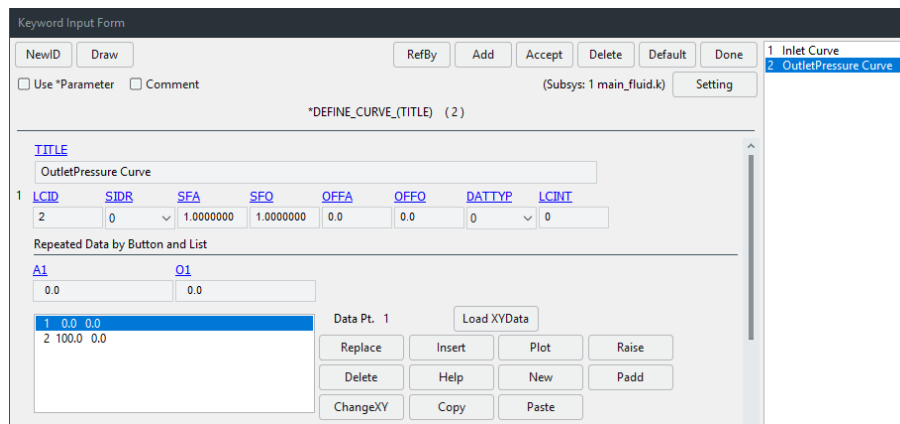 Keyword Input Form
NewID Draw RefBy Add Accept Delete Default Done
1 Inlet Curve
2 OutletPressure Curve
Use *Parameter Comment (Subsys: 1 main_fluid.k) Setting
*DEFINE_CURVE_(TITLE) (2)
TITLE
OutletPressure Curve
1 LCID SIDR SFA SFO OFFA OFFO DATTYP LCINT
2 0 1.0000000 1.0000000 0.0 0.0 0 0
Repeated Data by Button and List
A1 O1
0.0 0.0
1 0.0 0.0
2 100.0 0.0
Data Pt. 1 Load XYData
Replace Insert Plot Raise
Delete Help New Padd
ChangeXY Copy Paste